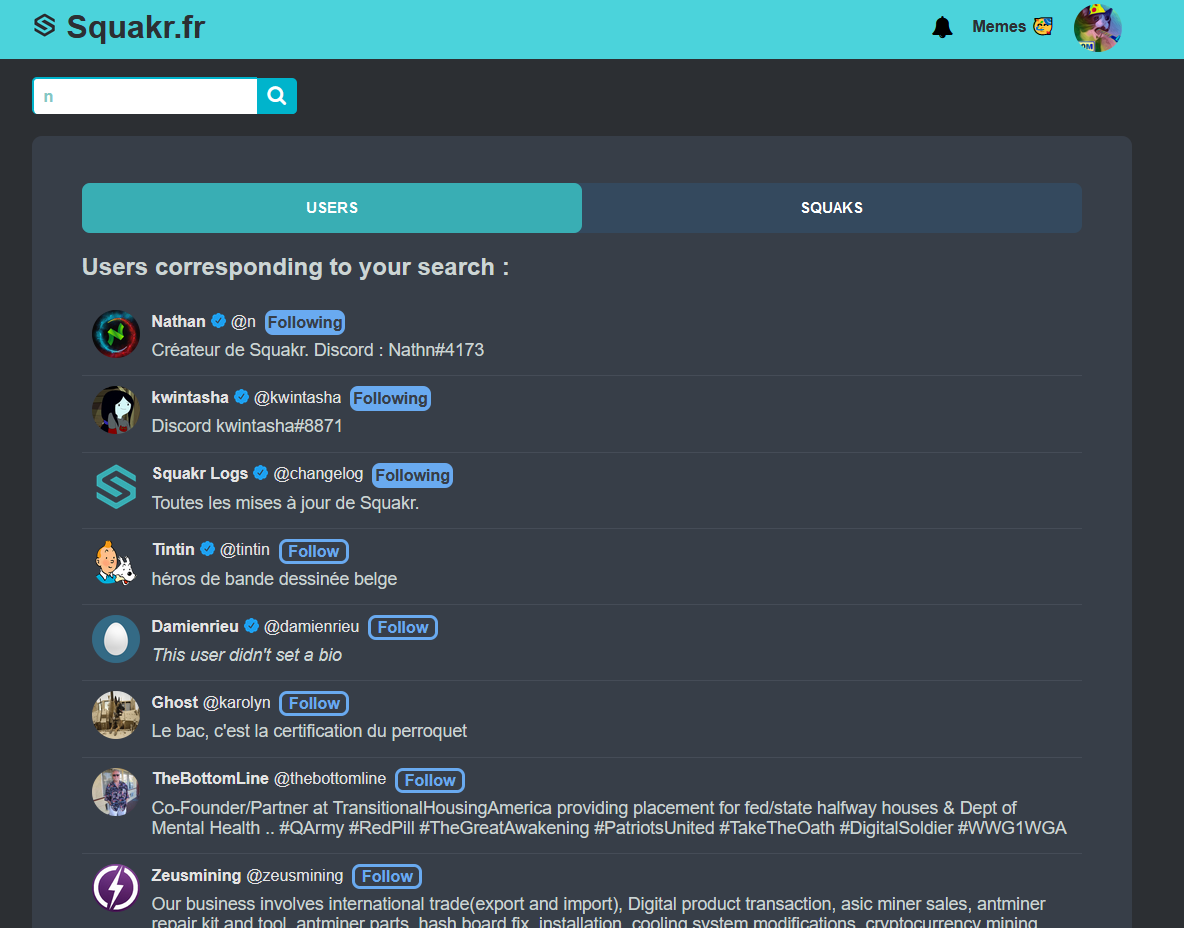 Squakr.fr
Memes
n
USERS
SQUAKS
Users corresponding to your search :
Nathan @n Following
Créateur de Squakr. Discord : Nathn#4173
kwintasha @kwintasha Following
Discord kwintasha#8871
Squakr Logs @changelog Following
Toutes les mises à jour de Squakr.
Tintin @tintin Follow
héros de bande dessinée belge
Damienrieu @damienrieu Follow
This user didn't set a bio
Ghost @karolyn Follow
Le bac, c'est la certification du perroquet
TheBottomLine @thebottomline Follow
Co-Founder/Partner at TransitionalHousingAmerica providing placement for fed/state halfway houses & Dept of
Mental Health .. #QArmy #RedPill #TheGreatAwakening #PatriotsUnited #TakeTheOath #DigitalSoldier #WWG1WGA
Zeusmining @zeusmining Follow
Our business involves international trade(export and import), Digital product transaction, asic miner sales, antminer
repair kit and tool, antminer parts, hash board fix, installation, cooling system modifications, cryptocurrency mining